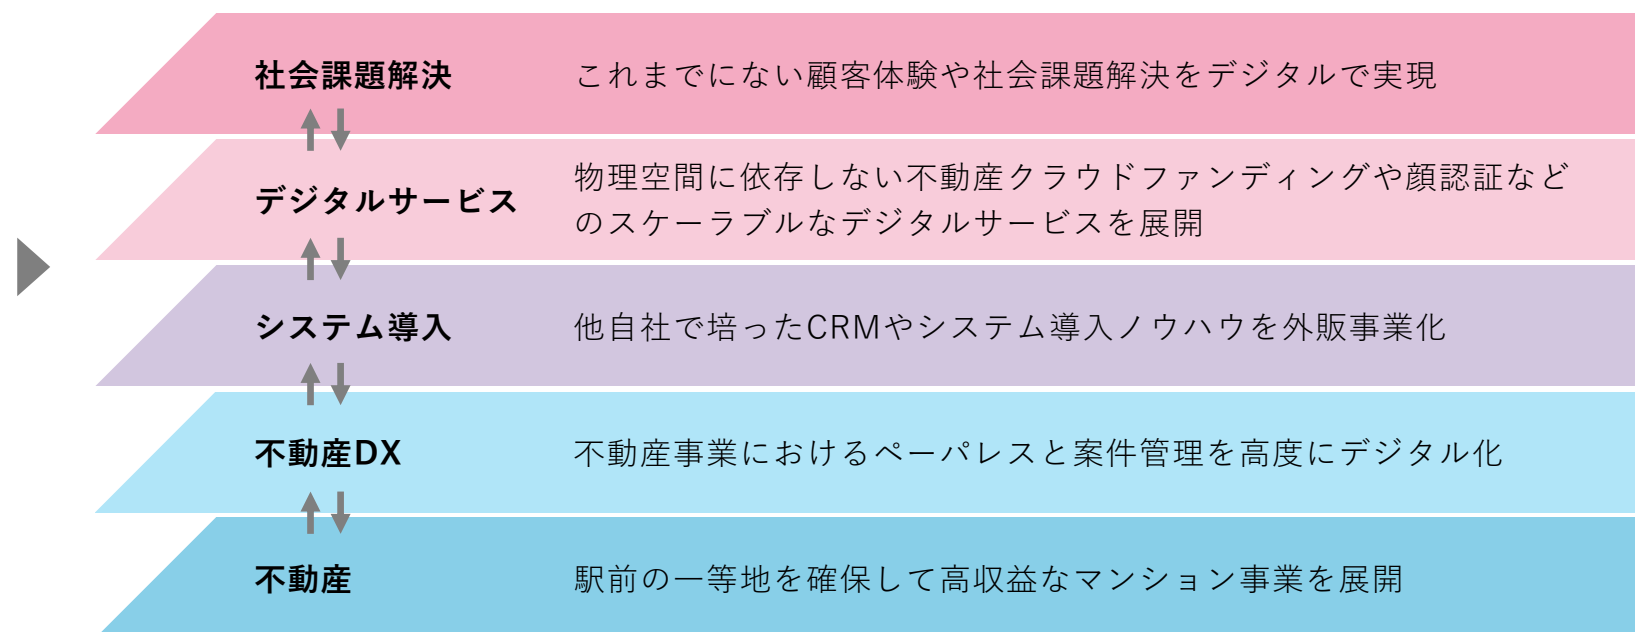 社会課題解決 これまでにない顧客体験や社会課題解決をデジタルで実現
デジタルサービス 物理空間に依存しない不動産クラウドファンディングや顔認証など
のスケーラブルなデジタルサービスを展開
システム導入 他自社で培ったCRMやシステム導入ノウハウを外販事業化
不動産DX 不動産事業におけるペーパレスと案件管理を高度にデジタル化
不動産 駅前の一等地を確保して高収益なマンション事業を展開